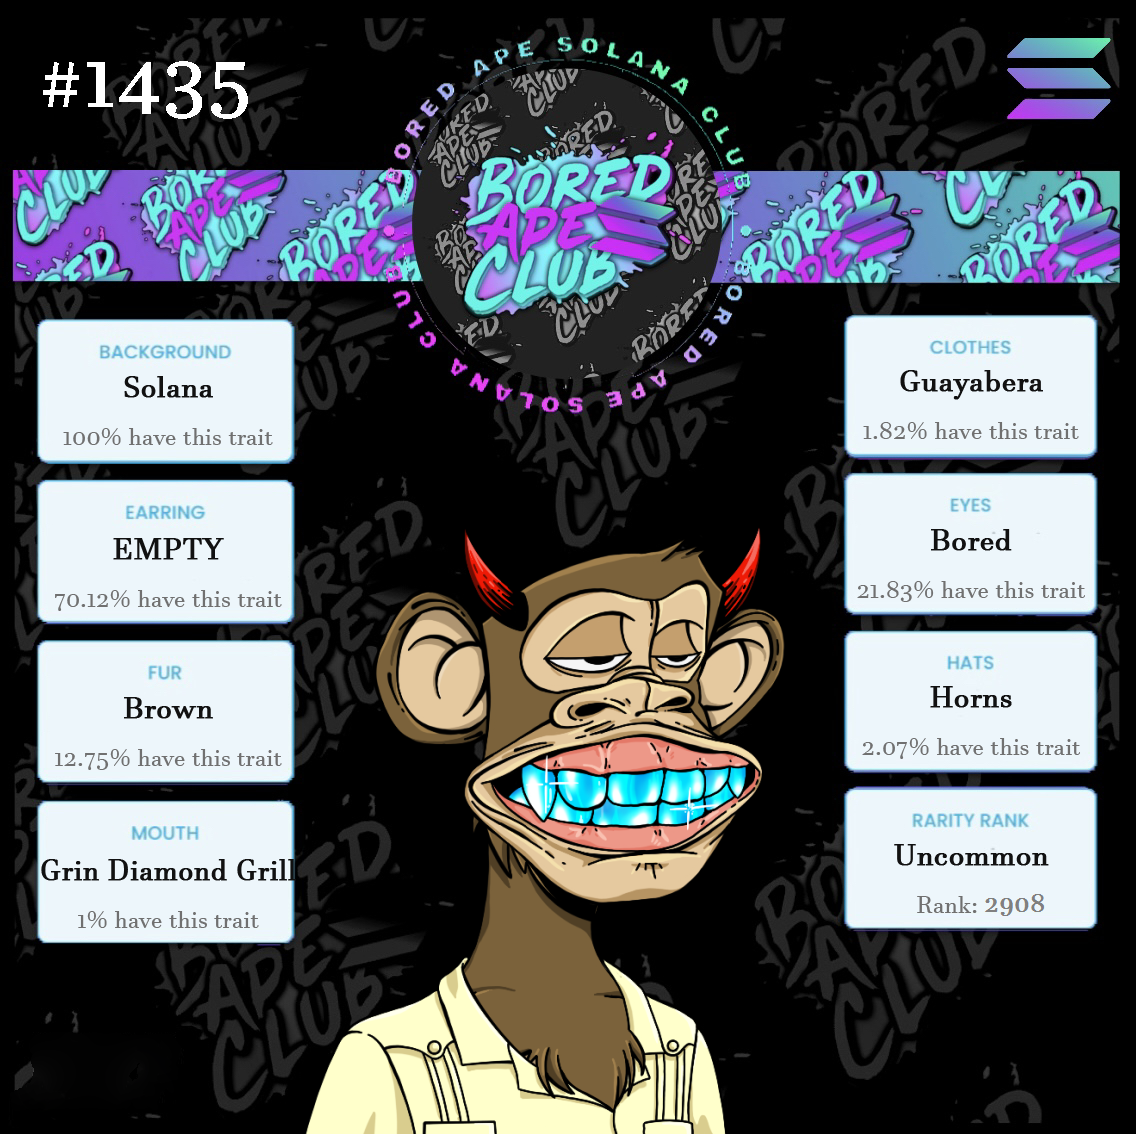 #1435
BORED APE SOLANA CLUB
BORED APE SOLANA CLUB
BORED
APE
CLUB
BACKGROUND
Solana
100% have this trait
EARRING
EMPTY
70.12% have this trait
FUR
Brown
12.75% have this trait
MOUTH
Grin Diamond Grill
1% have this trait
CLOTHES
Guayabera
1.82% have this trait
EYES
Bored
21.83% have this trait
HATS
Horns
2.07% have this trait
RARITY RANK
Uncommon
Rank: 2908